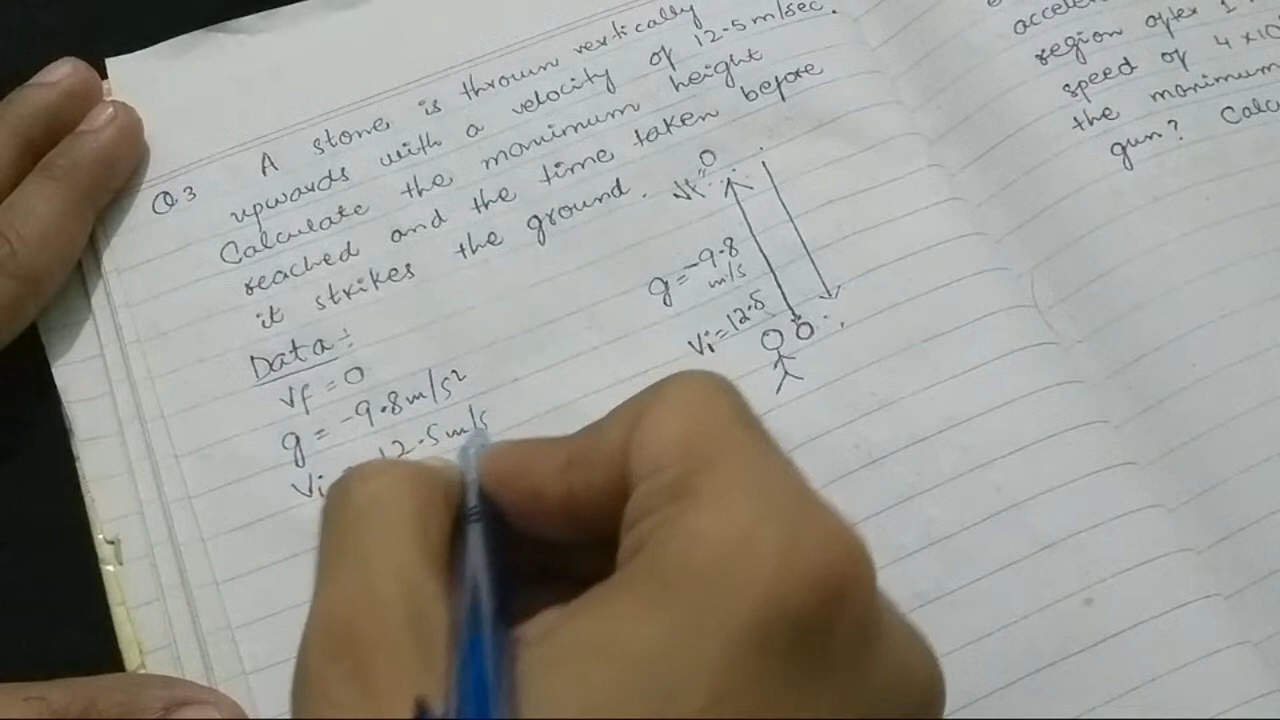 Q.3 A stone is thrown vertically
upwards with a velocity of 12.5 m/sec.
Calculate the maximum height
reached and the time taken before
it strikes the ground.
Data:
Vf = 0
g = -9.8 m/s²
Vi = 12.5 m/s
Vf = 0
g = -9.8
m/s
Vi = 12.5
region after 1
speed of 4×10
the maximum
gun? Calc